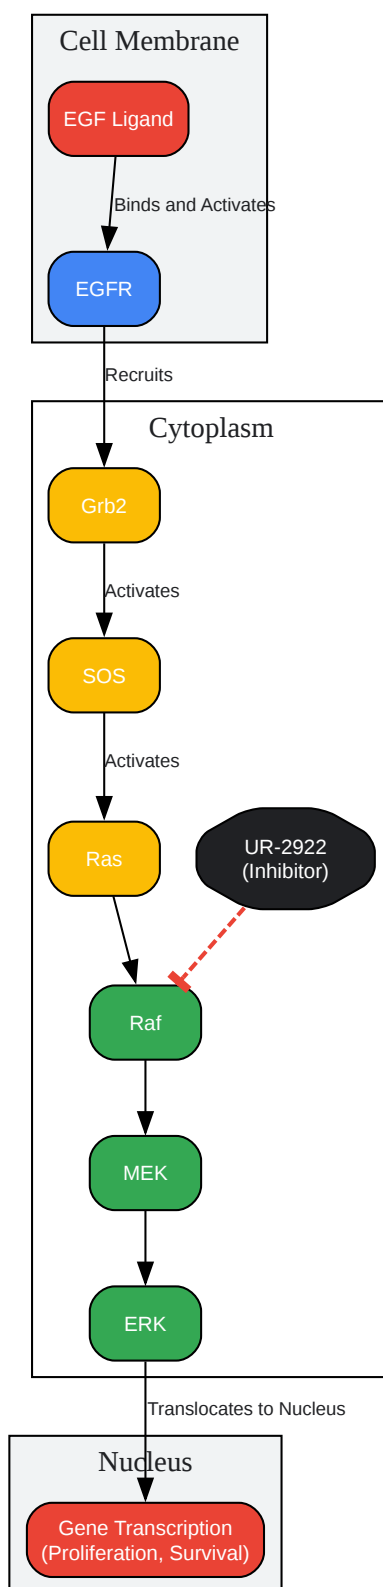 Cell Membrane
EGF Ligand
Binds and Activates
EGFR
Recruits
Cytoplasm
Grb2
Activates
SOS
Activates
Ras
UR-2922
(Inhibitor)
Raf
MEK
ERK
Translocates to Nucleus
Nucleus
Gene Transcription
(Proliferation, Survival)